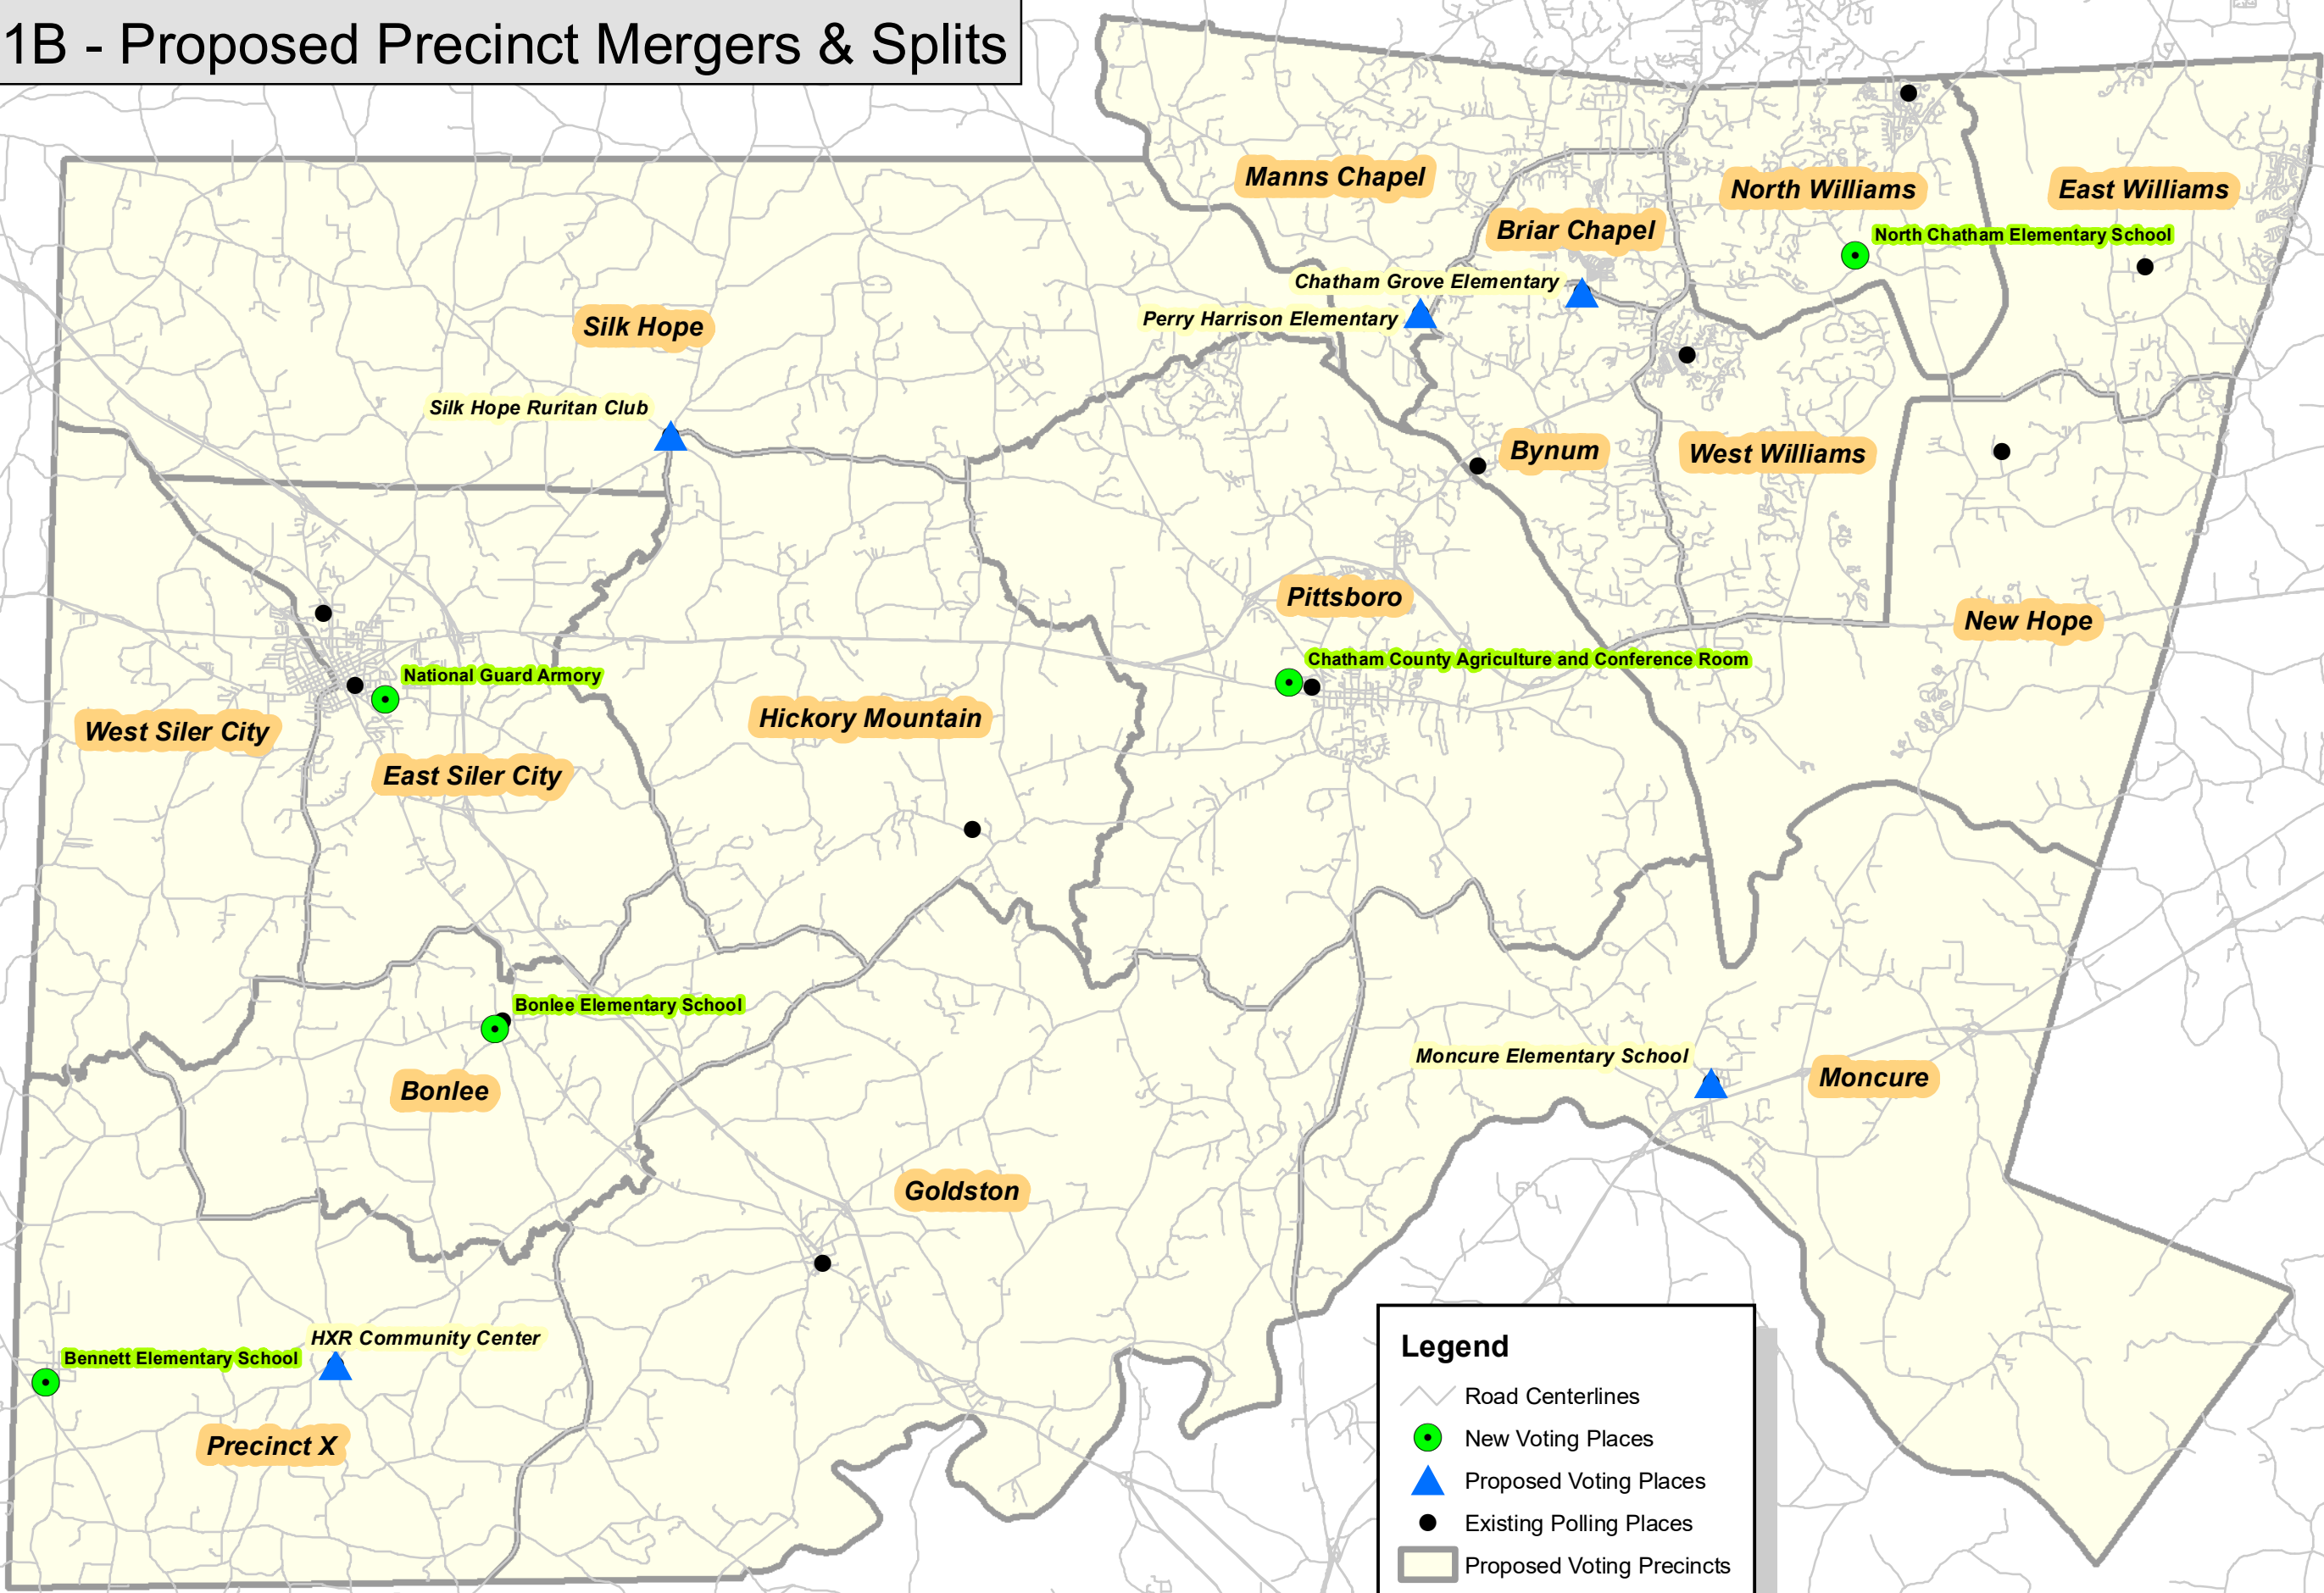 1B - Proposed Precinct Mergers & Splits
Manns Chapel
North Williams
East Williams
Briar Chapel
North Chatham Elementary School
Chatham Grove Elementary
Perry Harrison Elementary
Silk Hope
Silk Hope Ruritan Club
Bynum
West Williams
Pittsboro
New Hope
Chatham County Agriculture and Conference Room
National Guard Armory
West Siler City
Hickory Mountain
East Siler City
Bonlee Elementary School
Bonlee
Moncure Elementary School
Moncure
Goldston
HXR Community Center
Bennett Elementary School
Precinct X
Legend
Road Centerlines
New Voting Places
Proposed Voting Places
Existing Polling Places
Proposed Voting Precincts